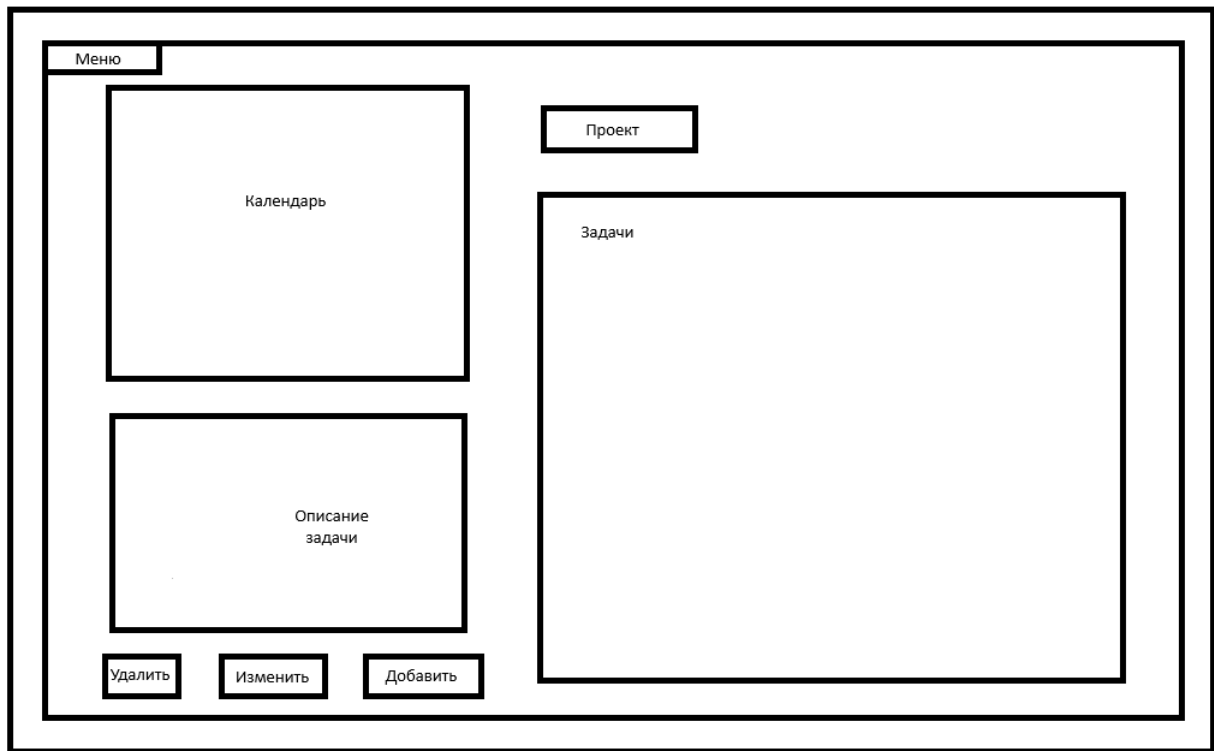 Меню
Календарь
Проект
Задачи
Описание
задачи
Удалить
Изменить
Добавить